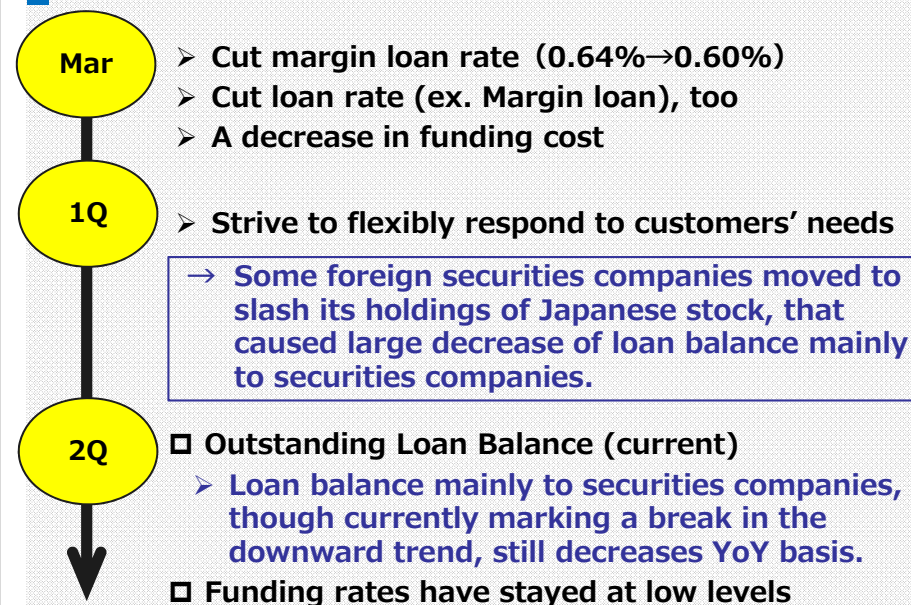 Mar
➢ Cut margin loan rate（0.64%→0.60%）
➢ Cut loan rate (ex. Margin loan), too
➢ A decrease in funding cost
1Q
➢ Strive to flexibly respond to customers’ needs
→ Some foreign securities companies moved to
slash its holdings of Japanese stock, that
caused large decrease of loan balance mainly
to securities companies.
2Q
Outstanding Loan Balance (current)
➢ Loan balance mainly to securities companies,
though currently marking a break in the
downward trend, still decreases YoY basis.
Funding rates have stayed at low levels